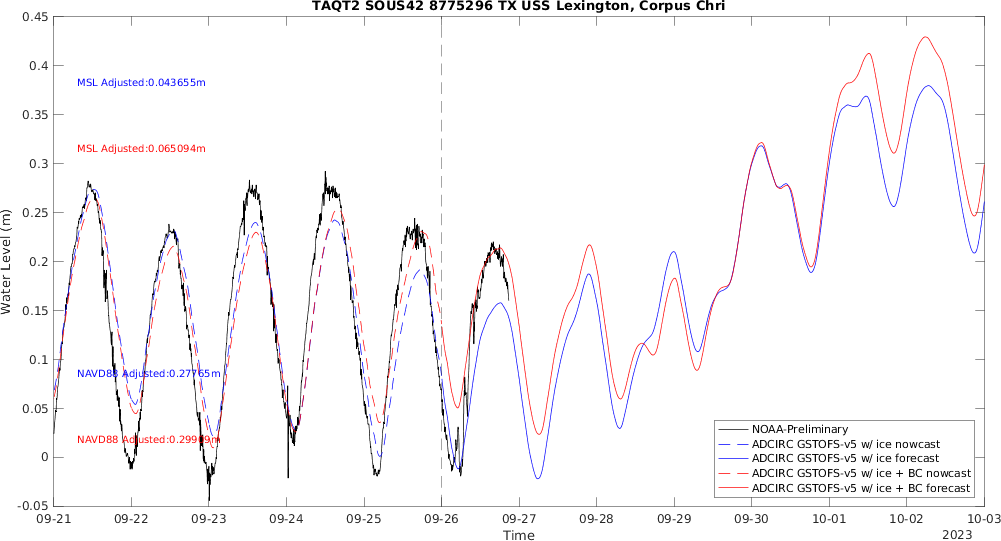 TAQT2 SOUS42 8775296 TX USS Lexington, Corpus Chri
0.45
0.4
0.35
0.3
0.25
0.2
0.15
0.1
0.05
0
-0.05
Water Level (m)
MSL Adjusted:0.043655m
MSL Adjusted:0.065094m
NAVD88 Adjusted:0.27765m
NAVD88 Adjusted:0.29909m
NOAA-Preliminary
ADCIRC GSTOFS-v5 w/ ice nowcast
ADCIRC GSTOFS-v5 w/ ice forecast
ADCIRC GSTOFS-v5 w/ ice + BC nowcast
ADCIRC GSTOFS-v5 w/ ice + BC forecast
09-21 09-22 09-23 09-24 09-25 09-26 09-27 09-28 09-29 09-30 10-01 10-02 10-03
Time
2023